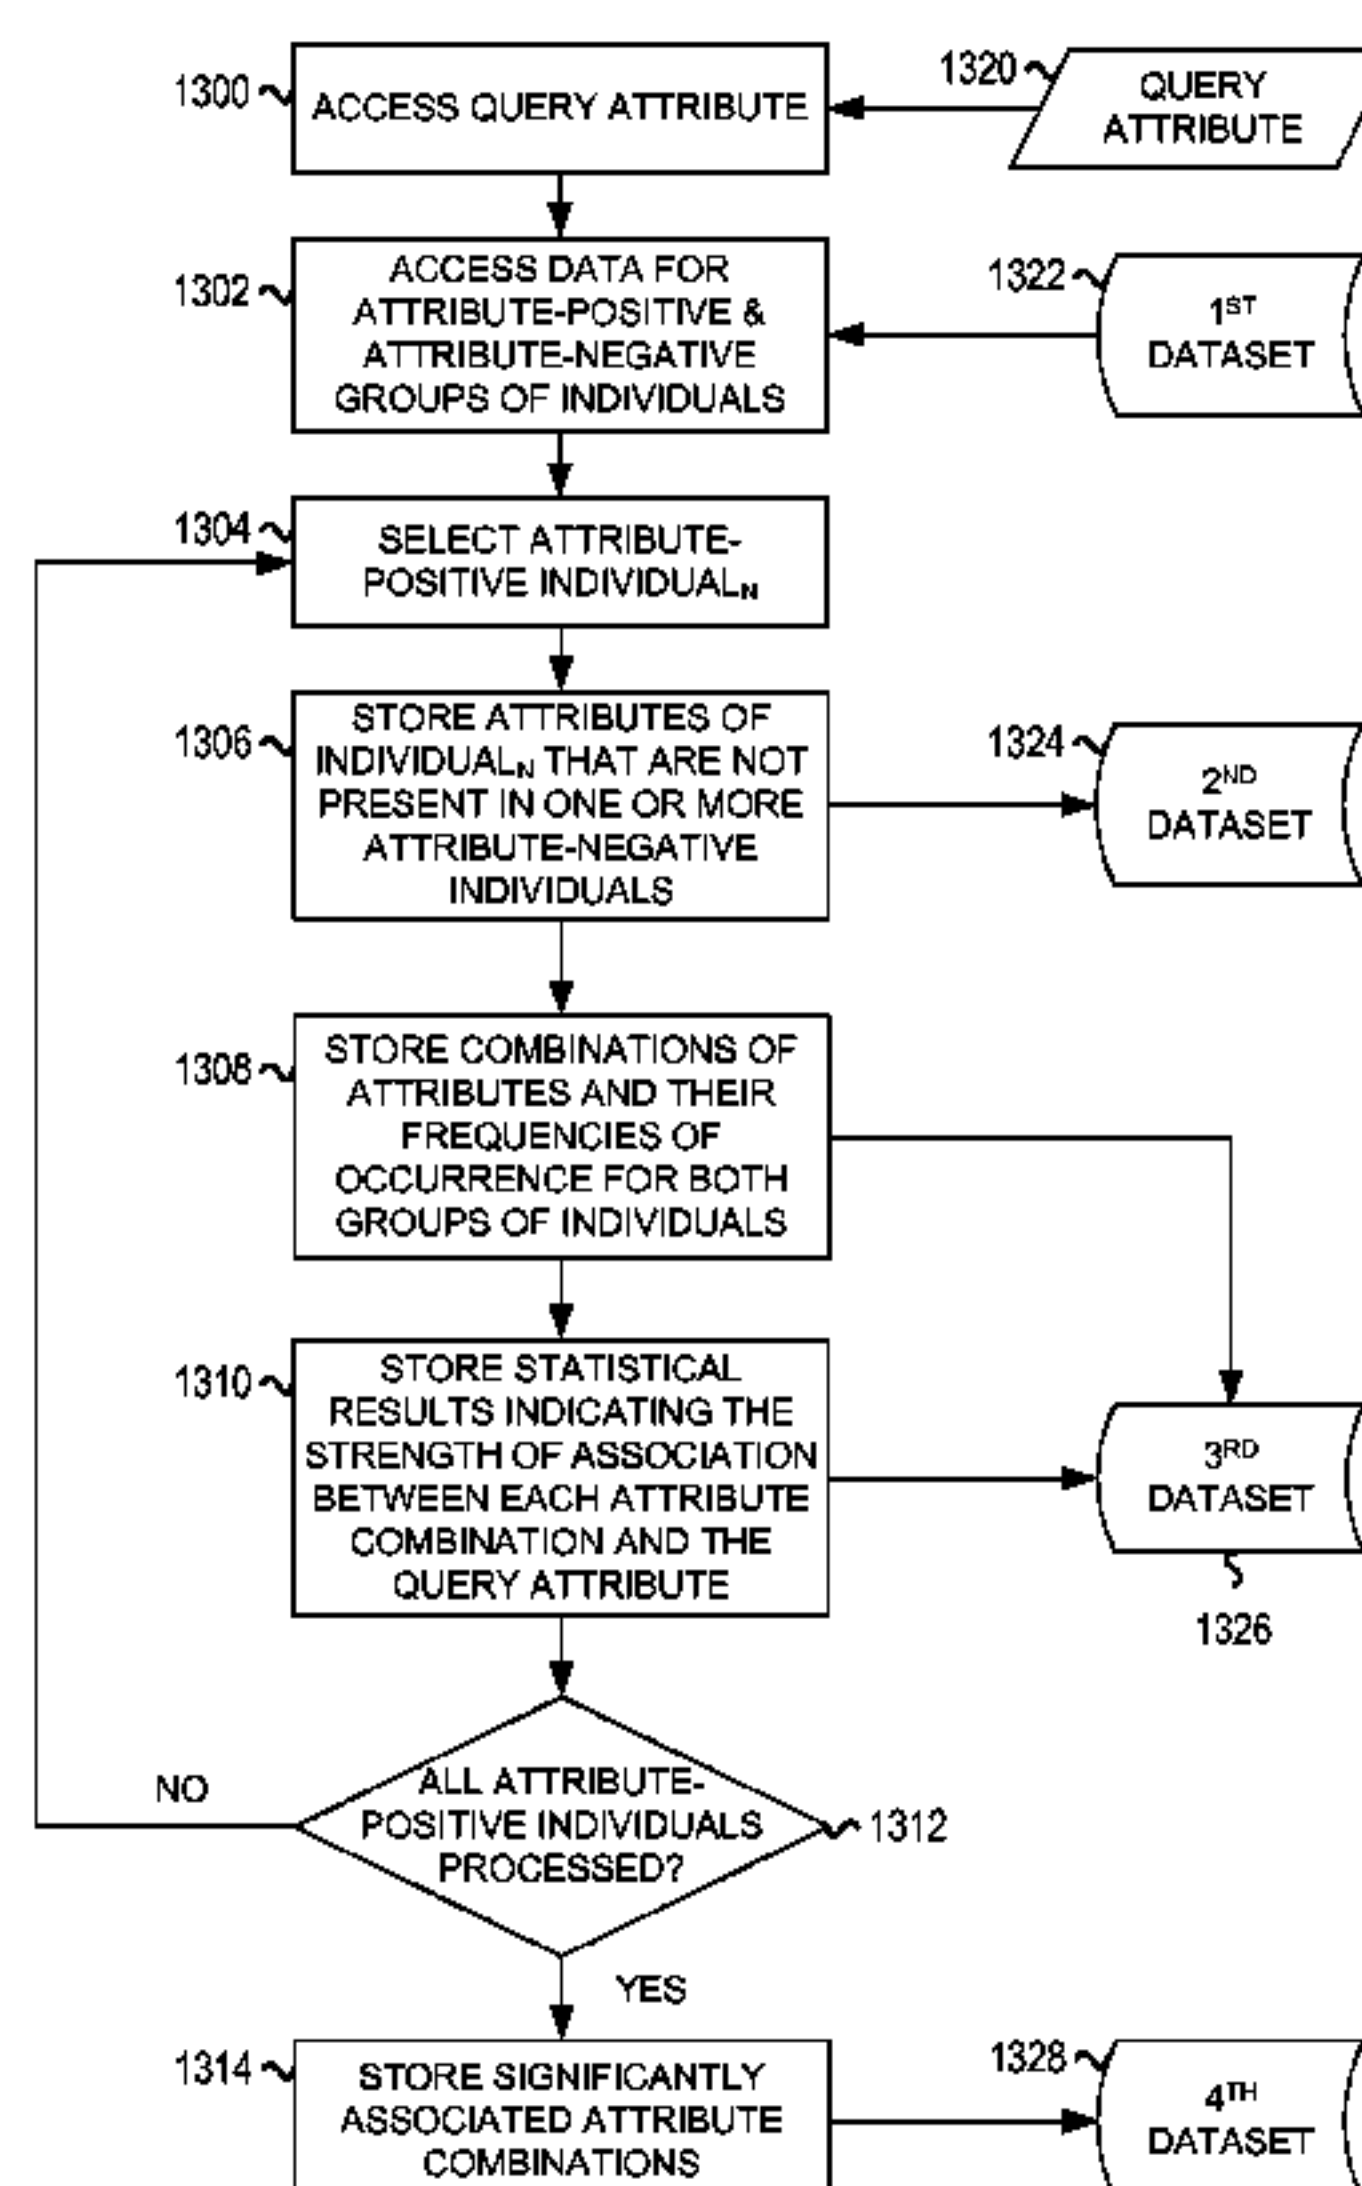 1300
ACCESS QUERY ATTRIBUTE
1320
QUERY
ATTRIBUTE
1302
ACCESS DATA FOR
ATTRIBUTE-POSITIVE &
ATTRIBUTE-NEGATIVE
GROUPS OF INDIVIDUALS
1322
1ST
DATASET
1304
SELECT ATTRIBUTE-
POSITIVE INDIVIDUALN
1306
STORE ATTRIBUTES OF
INDIVIDUALN THAT ARE NOT
PRESENT IN ONE OR MORE
ATTRIBUTE-NEGATIVE
INDIVIDUALS
1324
2ND
DATASET
1308
STORE COMBINATIONS OF
ATTRIBUTES AND THEIR
FREQUENCIES OF
OCCURRENCE FOR BOTH
GROUPS OF INDIVIDUALS
1310
STORE STATISTICAL
RESULTS INDICATING THE
STRENGTH OF ASSOCIATION
BETWEEN EACH ATTRIBUTE
COMBINATION AND THE
QUERY ATTRIBUTE
3RD
DATASET
1326
NO
ALL ATTRIBUTE-
POSITIVE INDIVIDUALS
PROCESSED?
1312
YES
1314
STORE SIGNIFICANTLY
ASSOCIATED ATTRIBUTE
COMBINATIONS
1328
4TH
DATASET